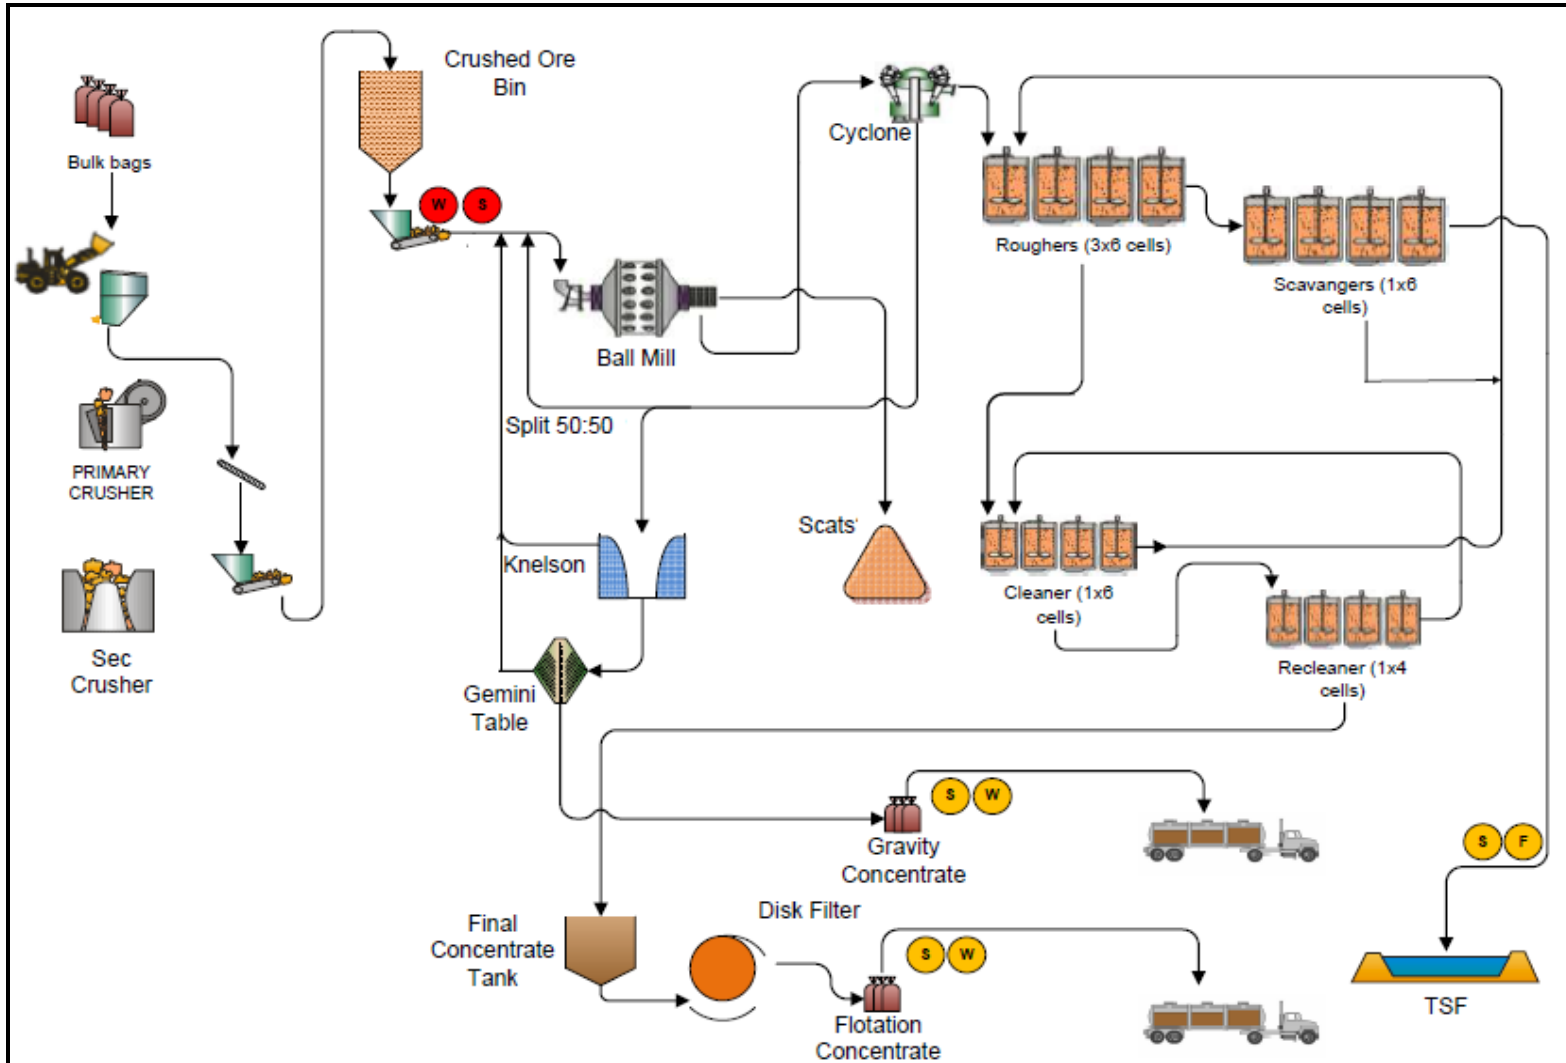 Crushed Ore
Bin
Bulk bags
W
S
Cyclone
Roughers (3x6 cells)
Scavangers (1x6
cells)
Ball Mill
Split 50:50
PRIMARY
CRUSHER
Scats'
Knelson
Cleaner (1x6
cells)
Sec
Crusher
Recleaner (1x4
cells)
Gemini
Table
S
W
Gravity
Concentrate
S
F
Disk Filter
Final
Concentrate
Tank
S
W
Flotation
Concentrate
TSF